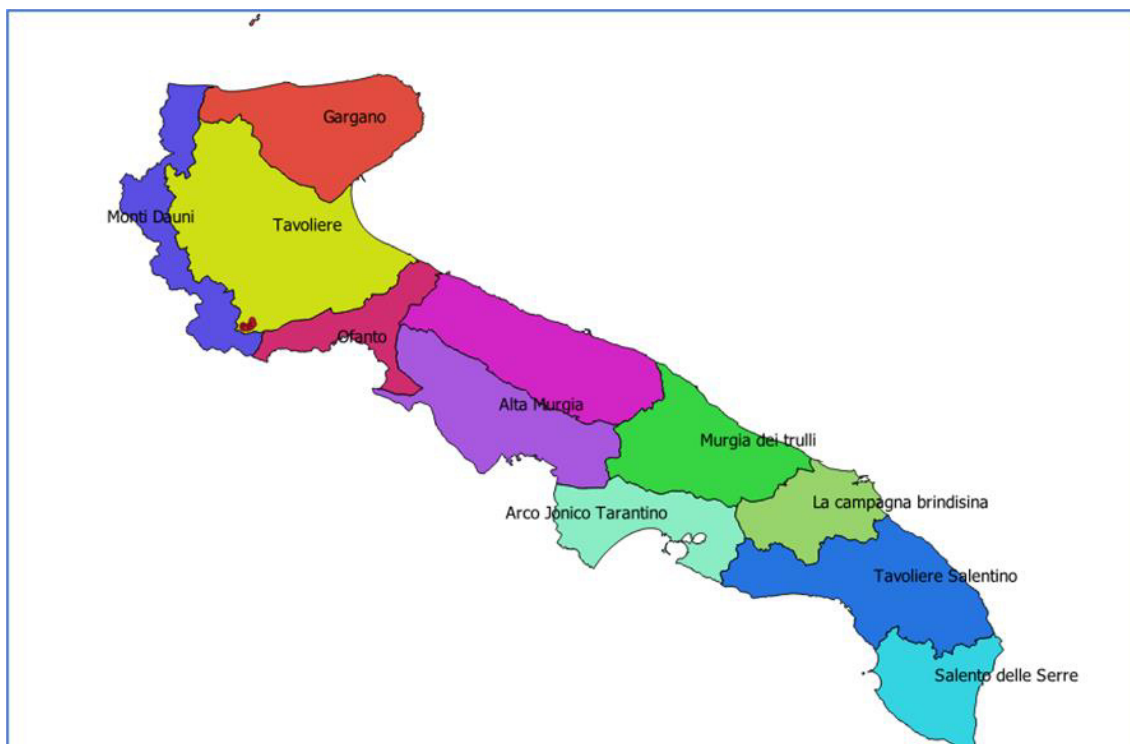 Gargano
Monti Dauni
Tavoliere
Ofanto
Alta Murgia
Murgia dei trulli
La campagna brindisina
Arco Jonico Tarantino
Tavoliere Salentino
Salento delle Serre